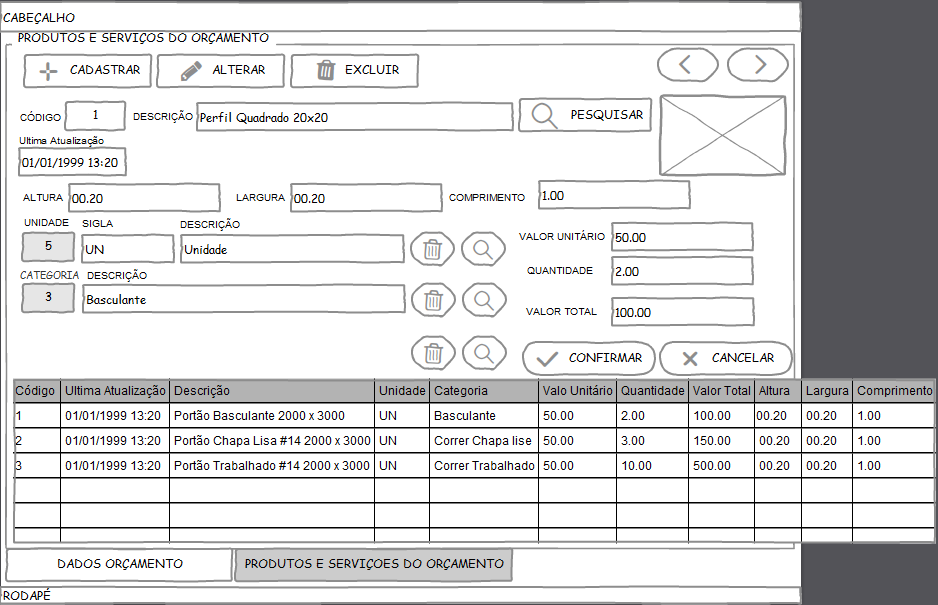 CABEÇALHO
PRODUTOS E SERVIÇOS DO ORÇAMENTO
CADASTRAR ALTERAR EXCLUIR
CÓDIGO 1 DESCRIÇÃO Perfil Quadrado 20x20 PESQUISAR
Ultima Atualização
01/01/1999 13:20
ALTURA 00.20 LARGURA 00.20 COMPRIMENTO 1.00
UNIDADE SIGLA DESCRIÇÃO
5 UN Unidade VALOR UNITÁRIO 50.00
CATEGORIA DESCRIÇÃO QUANTIDADE 2.00
3 Basculante
VALOR TOTAL 100.00
CONFIRMAR CANCELAR
Código Ultima Atualização Descrição Unidade Categoria Valo Unitário Quantidade Valor Total Altura Largura Comprimento
1 01/01/1999 13:20 Portão Basculante 2000 x 3000 UN Basculante 50.00 2.00 100.00 00.20 00.20 1.00
2 01/01/1999 13:20 Portão Chapa Lisa #14 2000 x 3000 UN Correr Chapa lise 50.00 3.00 150.00 00.20 00.20 1.00
3 01/01/1999 13:20 Portão Trabalhado #14 2000 x 3000 UN Correr Trabalhado 50.00 10.00 500.00 00.20 00.20 1.00
DADOS ORÇAMENTO PRODUTOS E SERVIÇOES DO ORÇAMENTO
RODAPÉ